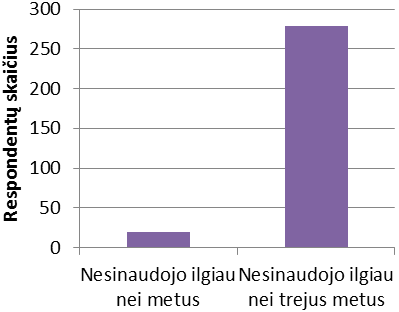 Respondentų skaičius
300
250
200
150
100
50
0
Nesinaudojo ilgiau
nei metus
Nesinaudojo ilgiau
nei trejus metus